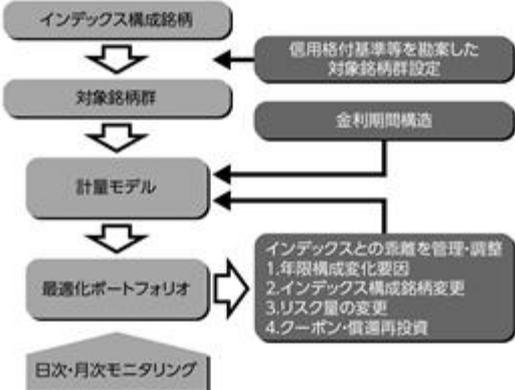 インデックス構成銘柄
信用格付基準等を勘案した
対象銘柄群設定
対象銘柄群
金利期間構造
計量モデル
最適化ポートフォリオ
インデックスとの乖離を管理・調整
1.年限構成変化要因
2.インデックス構成銘柄変更
3.リスク量の変更
4.クーポン・償還再投資
日次・月次モニタリング